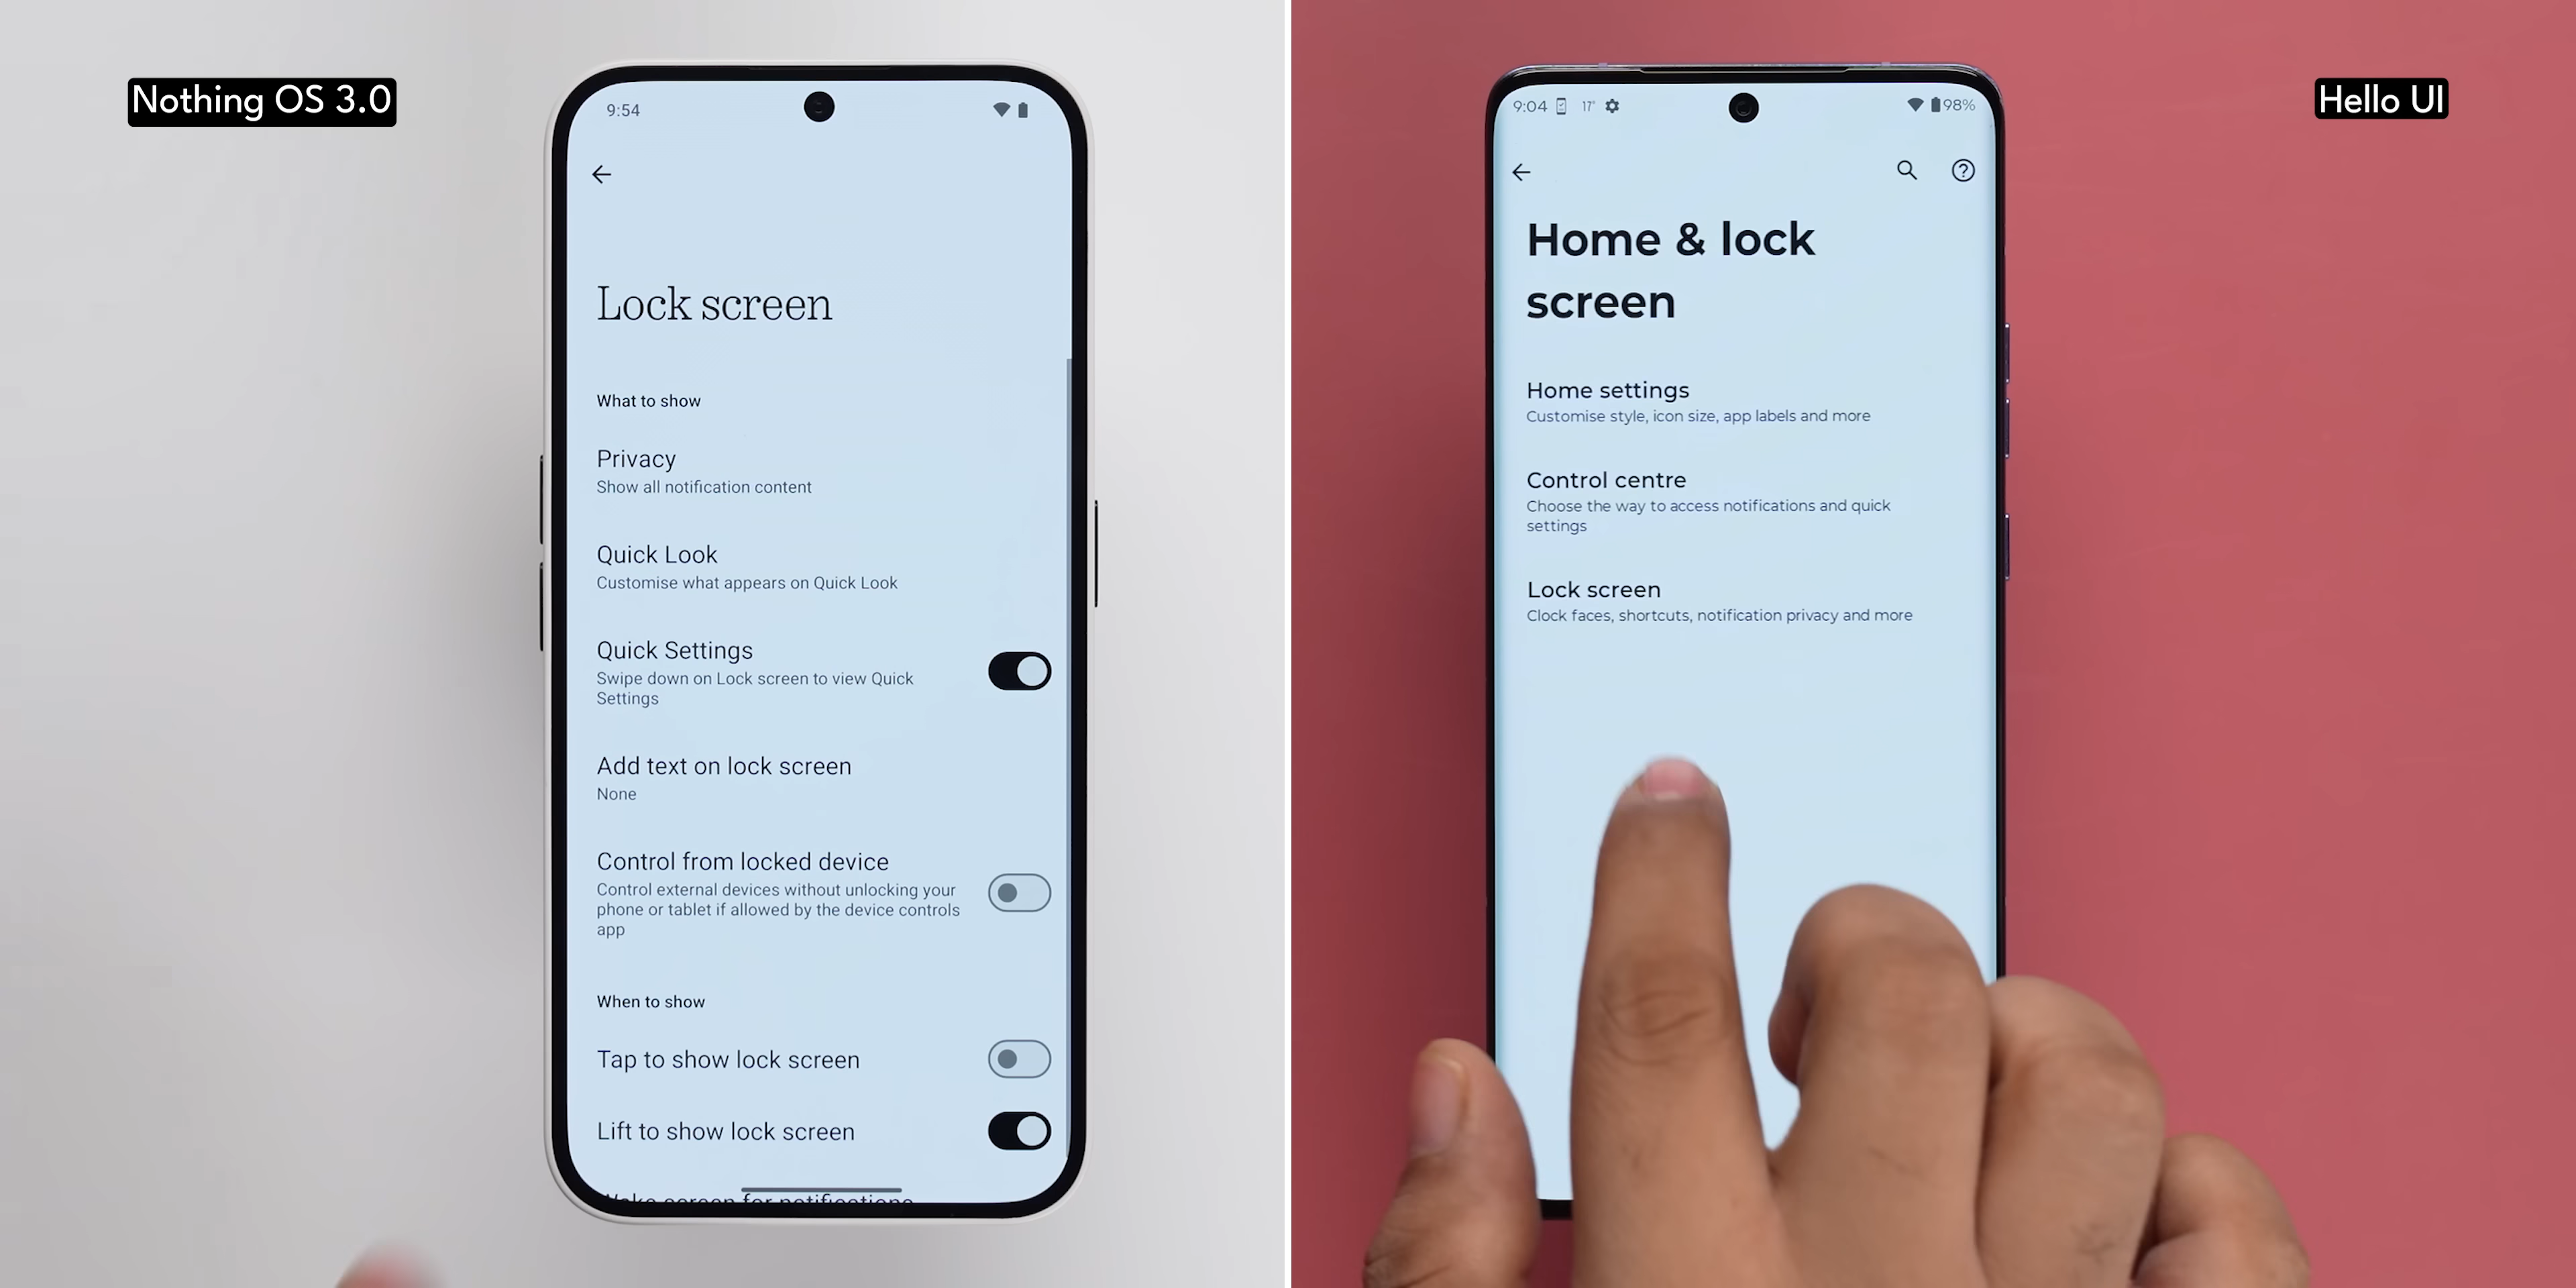 Nothing OS 3.0
9:54
Lock screen
What to show
Privacy
Show all notification content
Quick Look
Customise what appears on Quick Look
Quick Settings
Swipe down on Lock screen to view Quick
Settings
Add text on lock screen
None
Control from locked device
Control external devices without unlocking your
phone or tablet if allowed by the device controls
app
When to show
Tap to show lock screen
Lift to show lock screen
Wake screen for notifications
Hello UI
9:04 17° 98%
Home & lock
screen
Home settings
Customise style, icon size, app labels and more
Control centre
Choose the way to access notifications and quick
settings
Lock screen
Clock faces, shortcuts, notification privacy and more